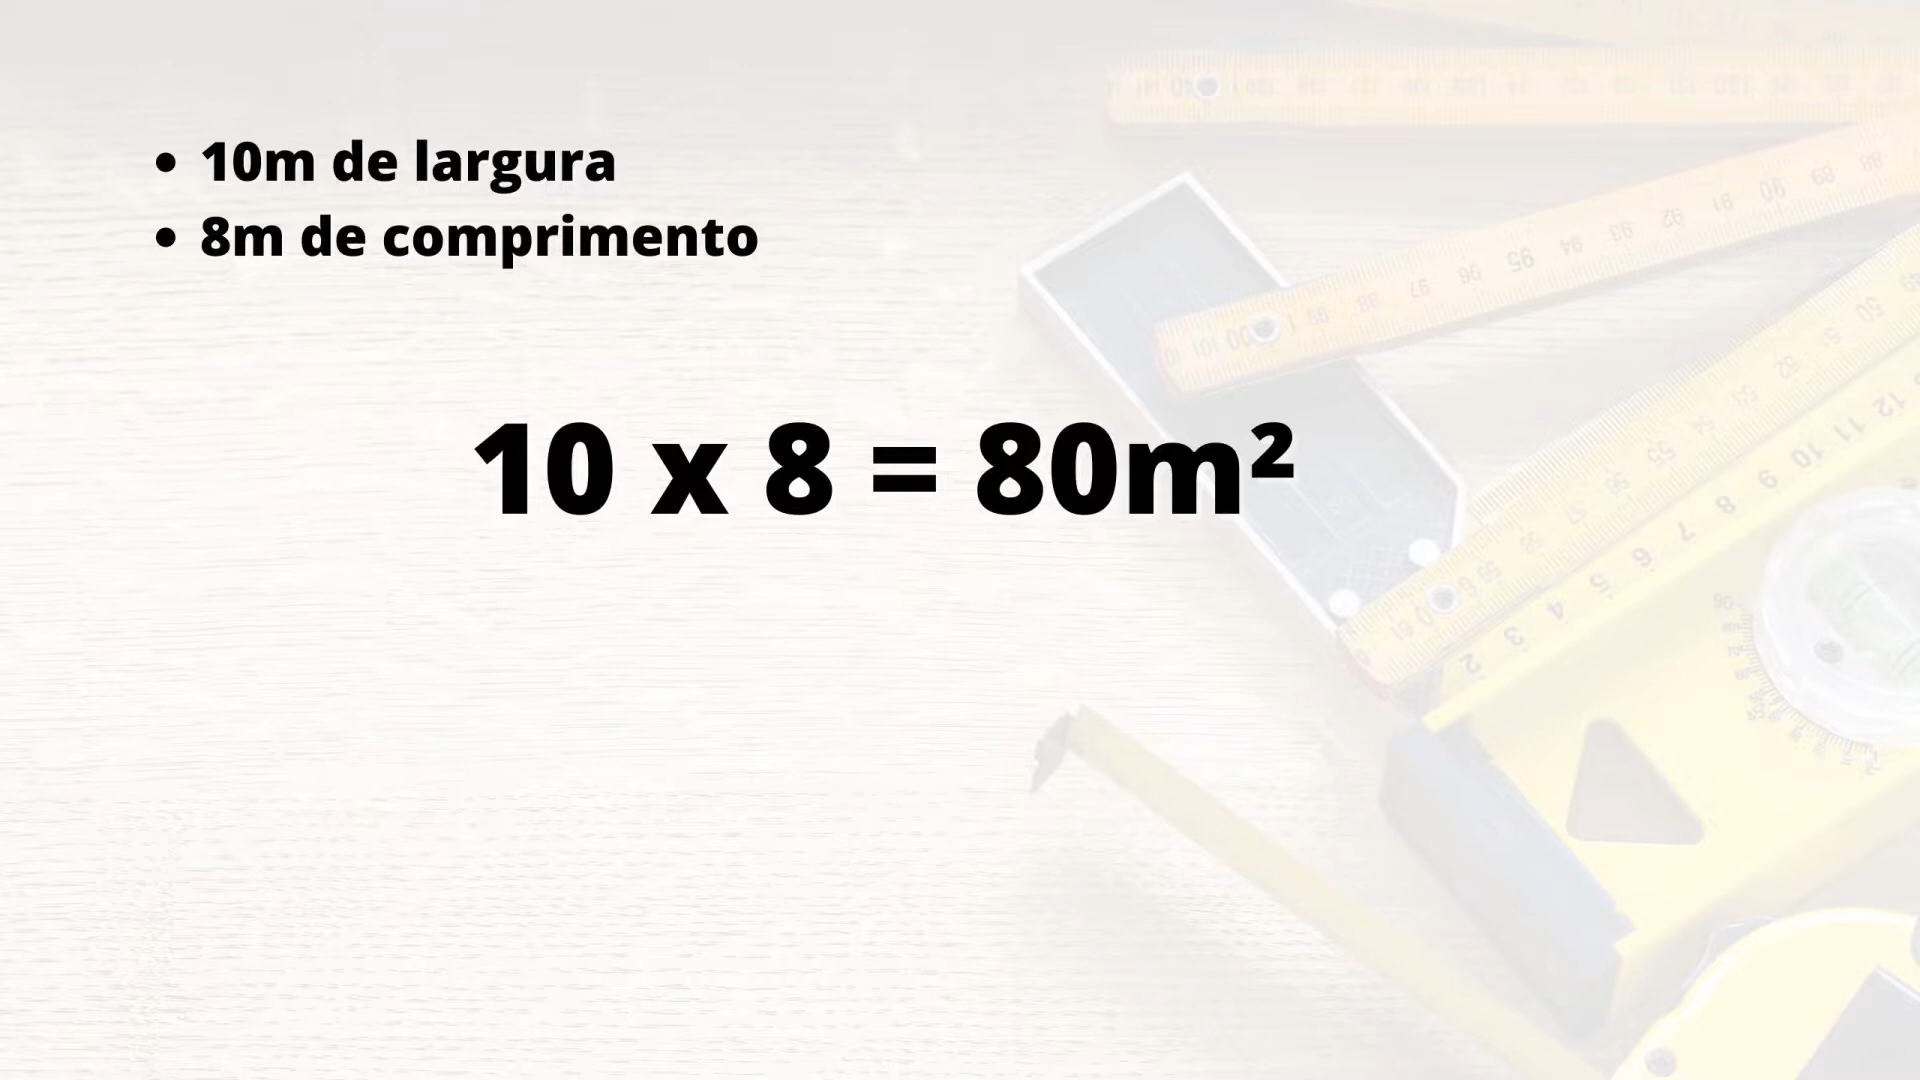 • 10m de largura
• 8m de comprimento
10 x 8 = 80m²